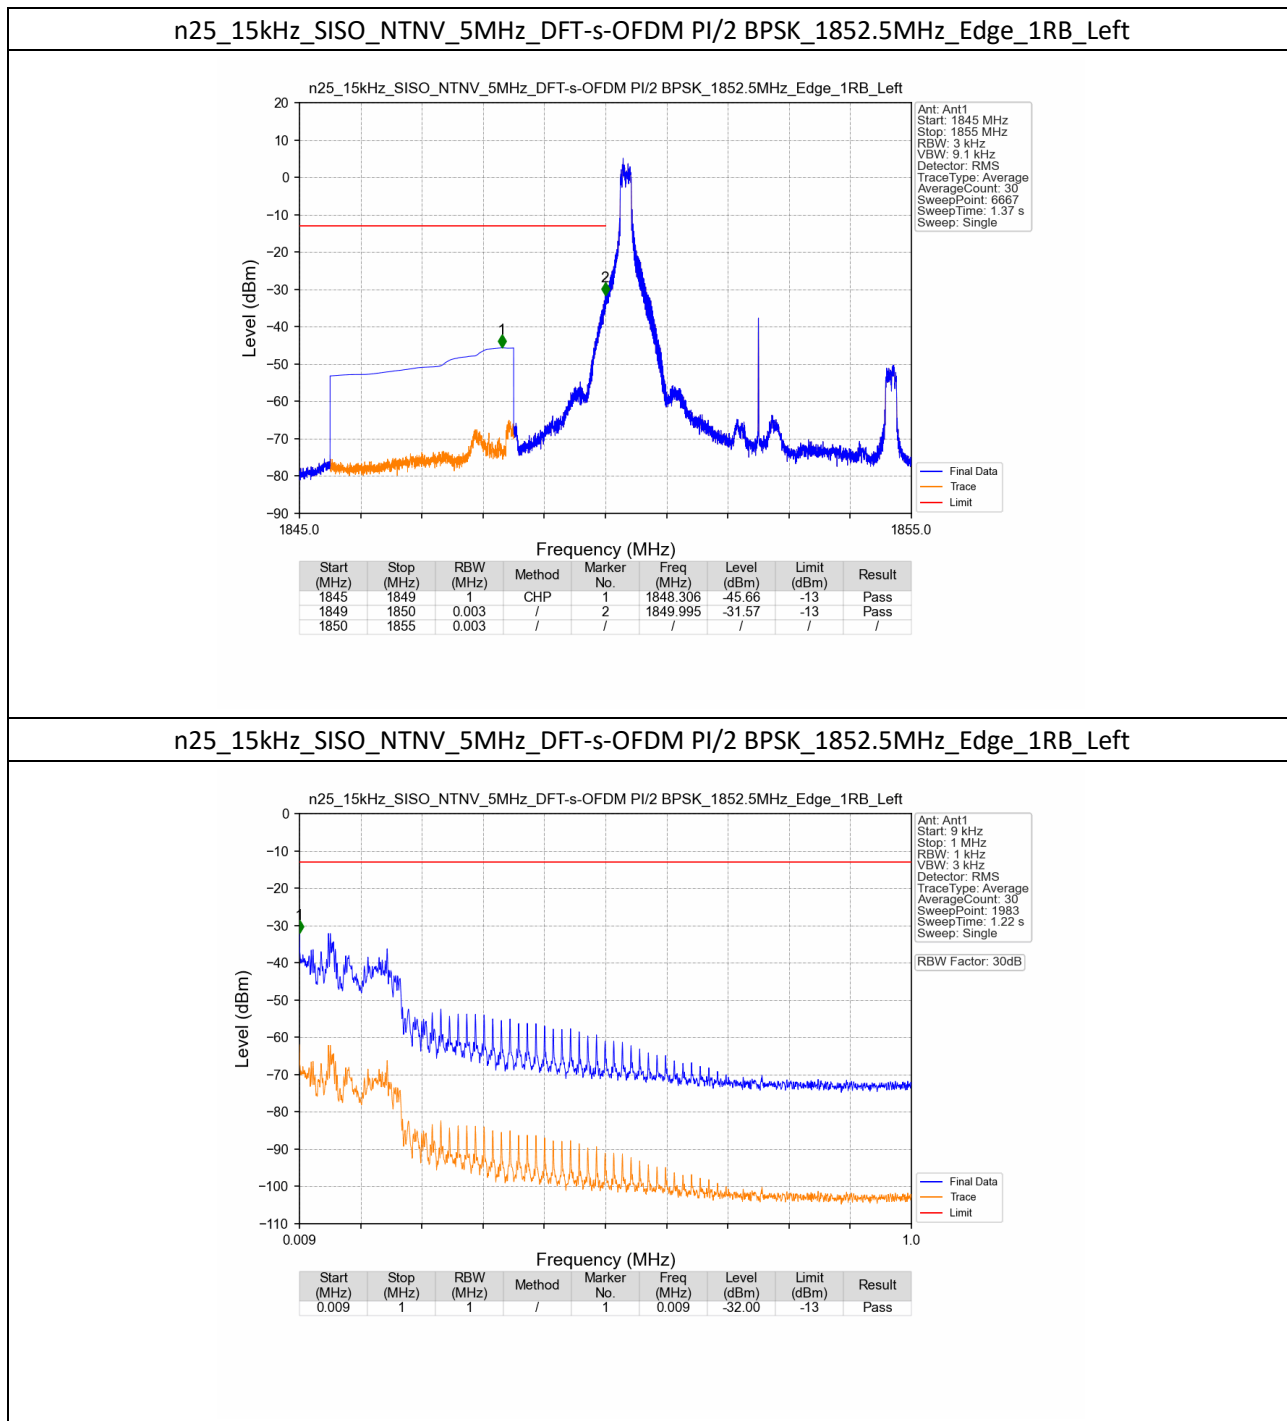 n25_15kHz_SISO_NTNV_5MHz_DFT-s-OFDM PI/2 BPSK_1852.5MHz_Edge_1RB_Left
n25_15kHz_SISO_NTNV_5MHz_DFT-s-OFDM PI/2 BPSK_1852.5MHz_Edge_1RB_Left
Ant: Ant1
Start: 1845 MHz
Stop: 1855 MHz
RBW: 3 kHz
VBW: 9.1 kHz
Detector: RMS
TraceType: Average
AverageCount: 30
SweepPoint: 6667
SweepTime: 1.37 s
Sweep: Single
20
10
0
−10
−20
−30
−40
−50
−60
−70
−80
−90
Level (dBm)
1
2
Final Data
Trace
Limit
1845.0 1855.0
Frequency (MHz)
Start (MHz) Stop (MHz) RBW (MHz) Method Marker No. Freq (MHz) Level (dBm) Limit (dBm) Result
1845 1849 1 CHP 1 1848.306 -45.66 -13 Pass
1849 1850 0.003 / 2 1849.995 -31.57 -13 Pass
1850 1855 0.003 / / / / / /
n25_15kHz_SISO_NTNV_5MHz_DFT-s-OFDM PI/2 BPSK_1852.5MHz_Edge_1RB_Left
n25_15kHz_SISO_NTNV_5MHz_DFT-s-OFDM PI/2 BPSK_1852.5MHz_Edge_1RB_Left
Ant: Ant1
Start: 9 kHz
Stop: 1 MHz
RBW: 1 kHz
VBW: 3 kHz
Detector: RMS
TraceType: Average
AverageCount: 30
SweepPoint: 1983
SweepTime: 1.22 s
Sweep: Single
RBW Factor: 30dB
0
−10
−20
−30
−40
−50
−60
−70
−80
−90
−100
−110
Level (dBm)
1
Final Data
Trace
Limit
0.009 1.0
Frequency (MHz)
Start (MHz) Stop (MHz) RBW (MHz) Method Marker No. Freq (MHz) Level (dBm) Limit (dBm) Result
0.009 1 1 / 1 0.009 -32.00 -13 Pass